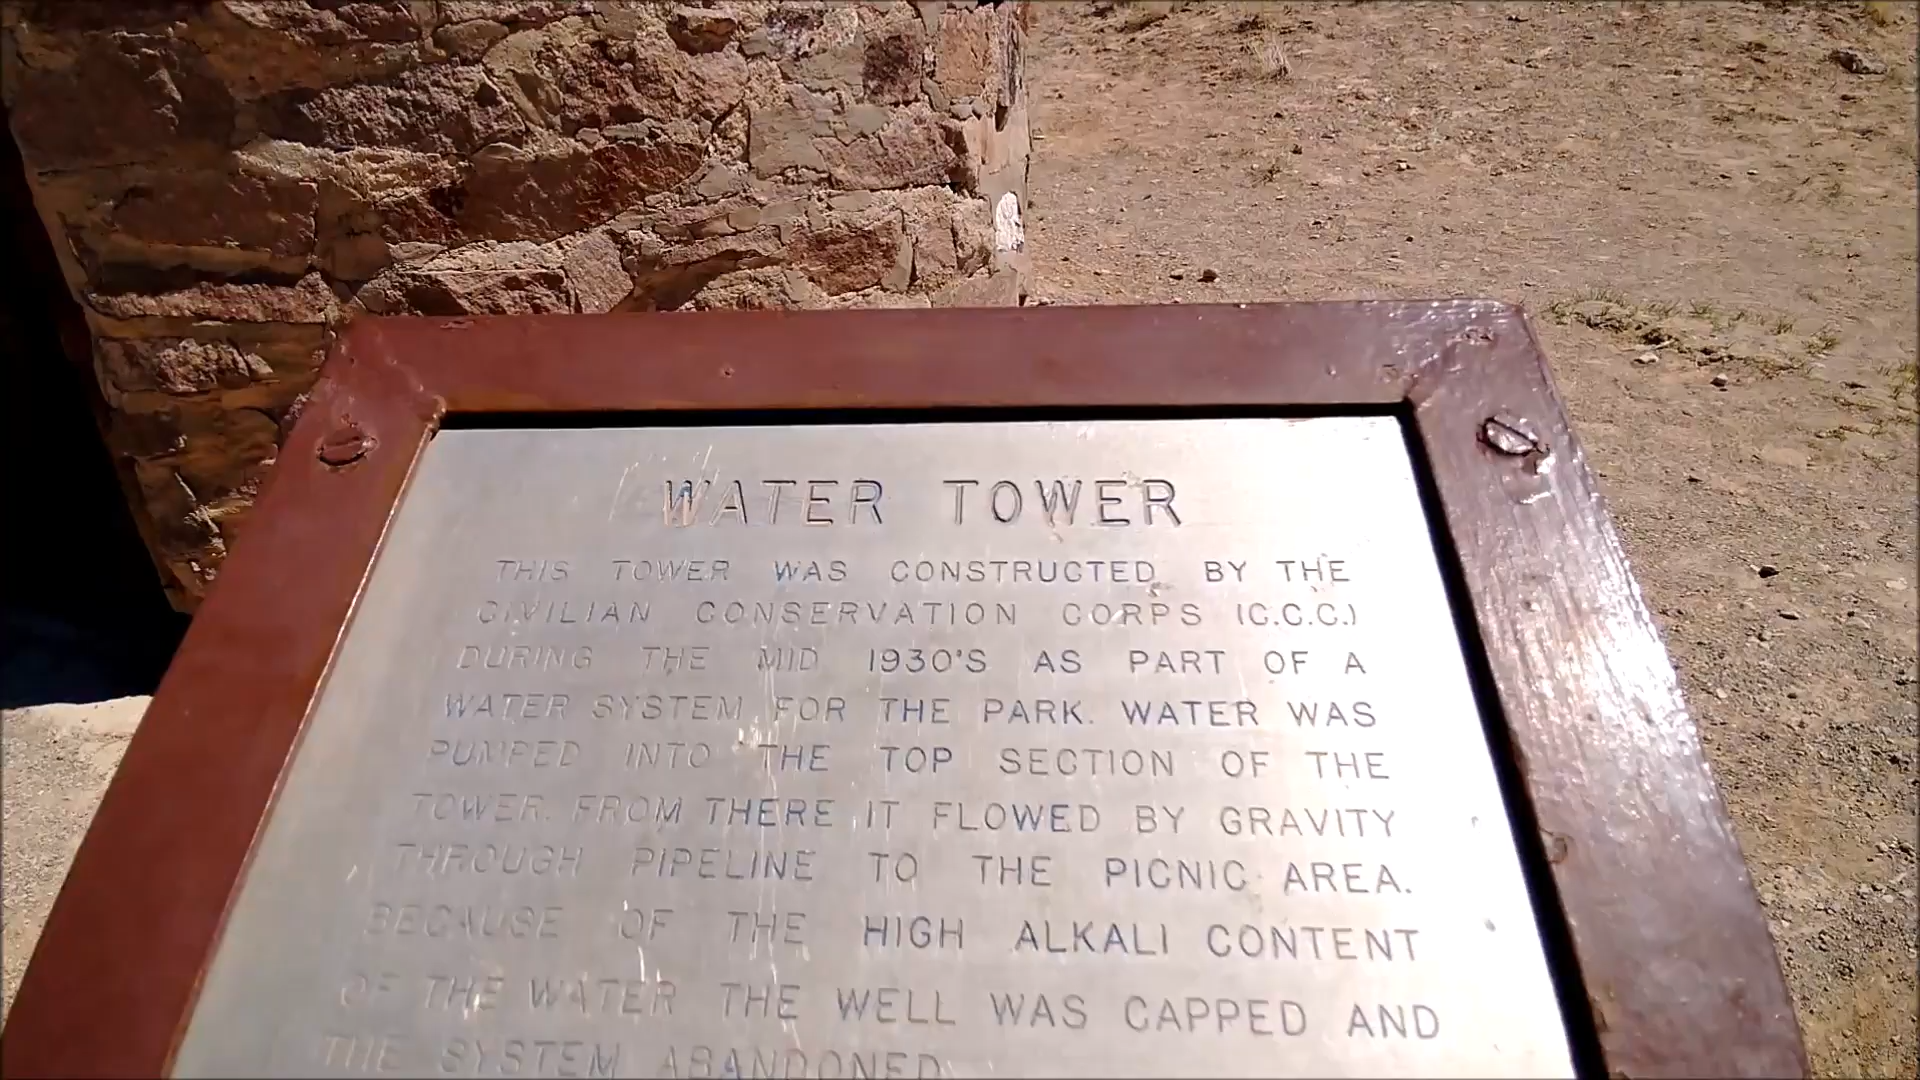 WATER TOWER
THIS TOWER WAS CONSTRUCTED BY THE
CIVILIAN CONSERVATION CORPS (C.C.C.)
DURING THE MID 1930'S AS PART OF A
WATER SYSTEM FOR THE PARK. WATER WAS
PUMPED INTO THE TOP SECTION OF THE
TOWER. FROM THERE IT FLOWED BY GRAVITY
THROUGH PIPELINE TO THE PICNIC AREA.
BECAUSE OF THE HIGH ALKALI CONTENT
OF THE WATER THE WELL WAS CAPPED AND
THE SYSTEM ABANDONED